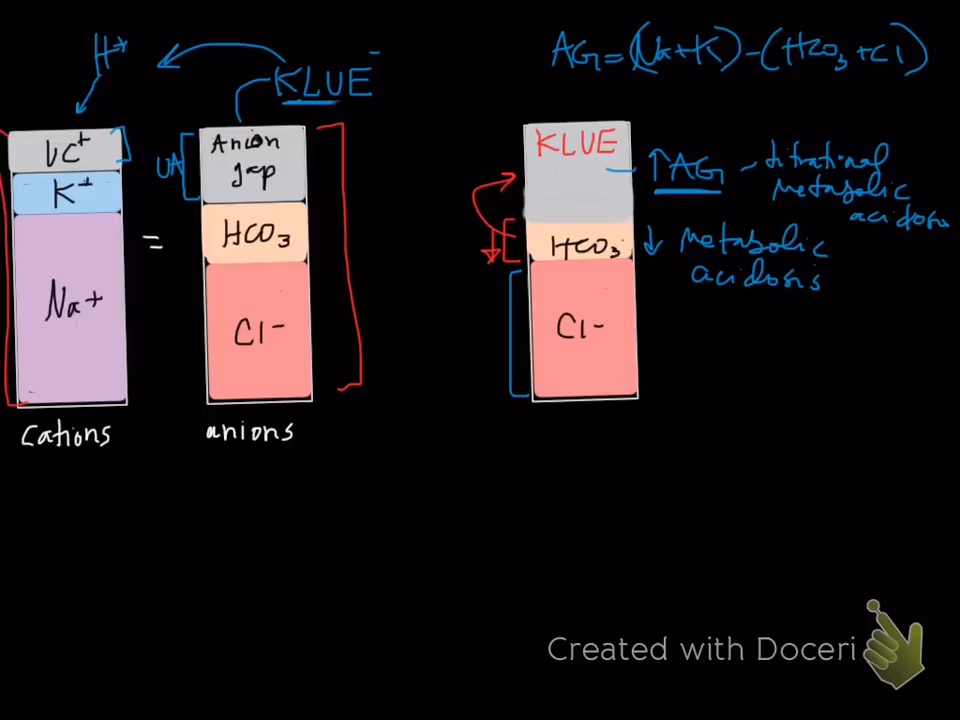 H+
KLUE-
AG=(Na+K)-(HCO3+Cl)
UC+
K+
Na+
=
UA
Anion
gap
HCO3
Cl-
cations
anions
KLUE
↑AG - titrational
metabolic
acidosis
HCO3
↓ metabolic
acidosis
Cl-
Created with Doceri